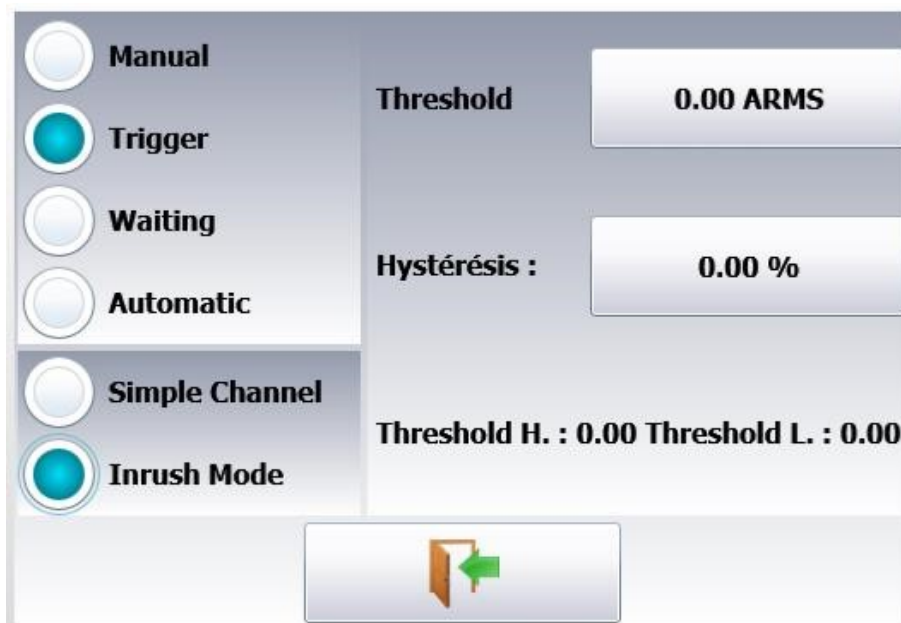 Manual
Trigger
Waiting
Automatic
Simple Channel
Inrush Mode
Threshold
0.00 ARMS
Hystérésis :
0.00 %
Threshold H. : 0.00 Threshold L. : 0.00